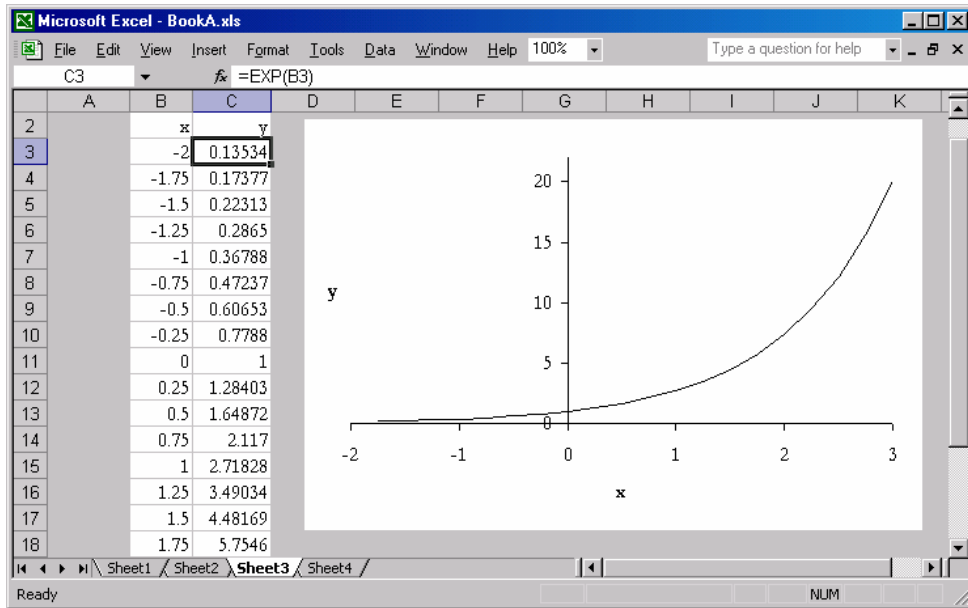 Microsoft Excel - BookA.xls
File Edit View Insert Format Tools Data Window Help 100% Type a question for help
C3 fx =EXP(B3)
A B C D E F G H I J K
2 x y
3 -2 0.13534
4 -1.75 0.17377
5 -1.5 0.22313
6 -1.25 0.2865
7 -1 0.36788
8 -0.75 0.47237
9 -0.5 0.60653
10 -0.25 0.7788
11 0 1
12 0.25 1.28403
13 0.5 1.64872
14 0.75 2.117
15 1 2.71828
16 1.25 3.49034
17 1.5 4.48169
18 1.75 5.7546
20
15
y
10
5
0
-2 -1 0 1 2 3
x
Sheet1 Sheet2 Sheet3 Sheet4
Ready NUM